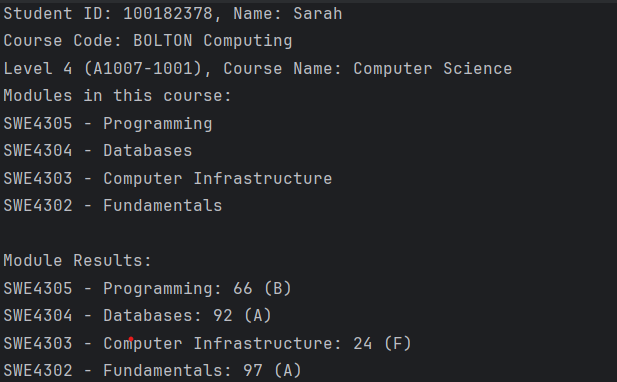 Student ID: 100182378, Name: Sarah
Course Code: BOLTON Computing
Level 4 (A1007-1001), Course Name: Computer Science
Modules in this course:
SWE4305 - Programming
SWE4304 - Databases
SWE4303 - Computer Infrastructure
SWE4302 - Fundamentals
Module Results:
SWE4305 - Programming: 66 (B)
SWE4304 - Databases: 92 (A)
SWE4303 - Computer Infrastructure: 24 (F)
SWE4302 - Fundamentals: 97 (A)